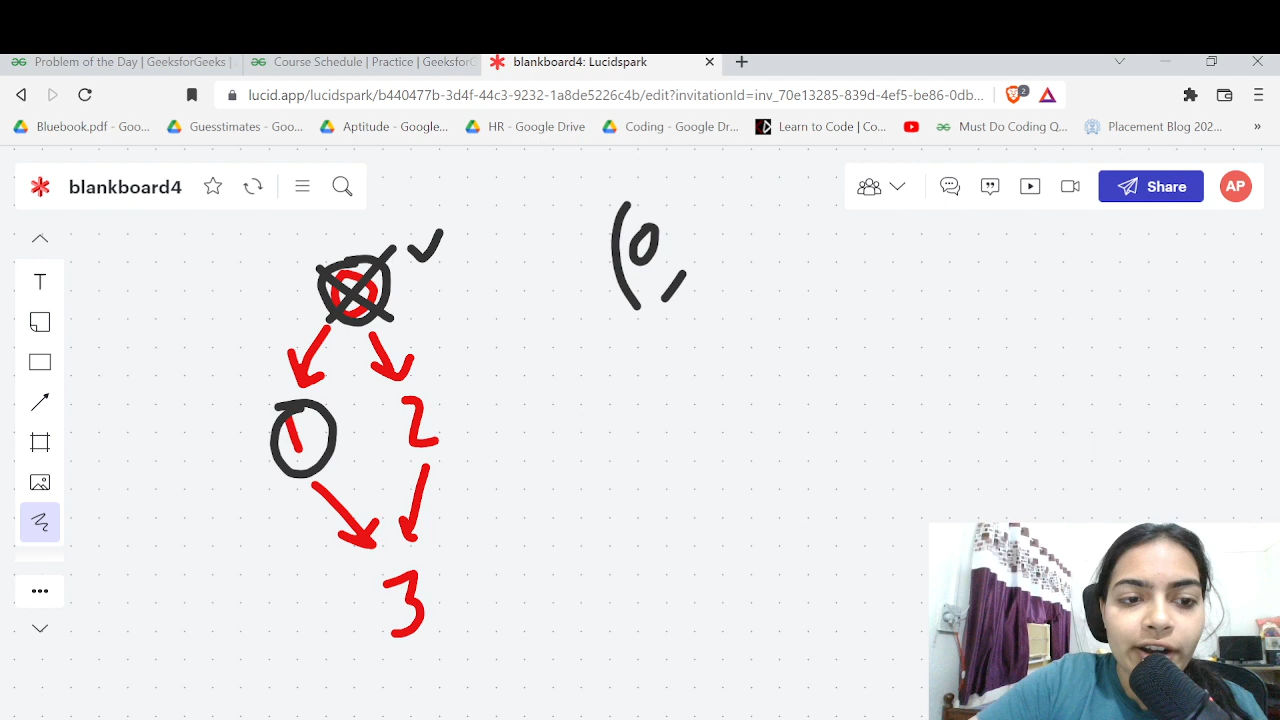 Problem of the Day | GeeksforGeeks |
Course Schedule | Practice | GeeksforG
blankboard4: Lucidspark
lucid.app/lucidspark/b440477b-3d4f-44c3-9232-1a8de5226c4b/edit?invitationId=inv_70e13285-839d-4ef5-be86-0db...
2
Bluebook.pdf - Goo...
Guesstimates - Goo...
Aptitude - Google...
HR - Google Drive
Coding - Google Dr...
Learn to Code | Co...
Must Do Coding Q...
Placement Blog 202...
»
blankboard4
Share
AP
T
(0,
0
1
2
3